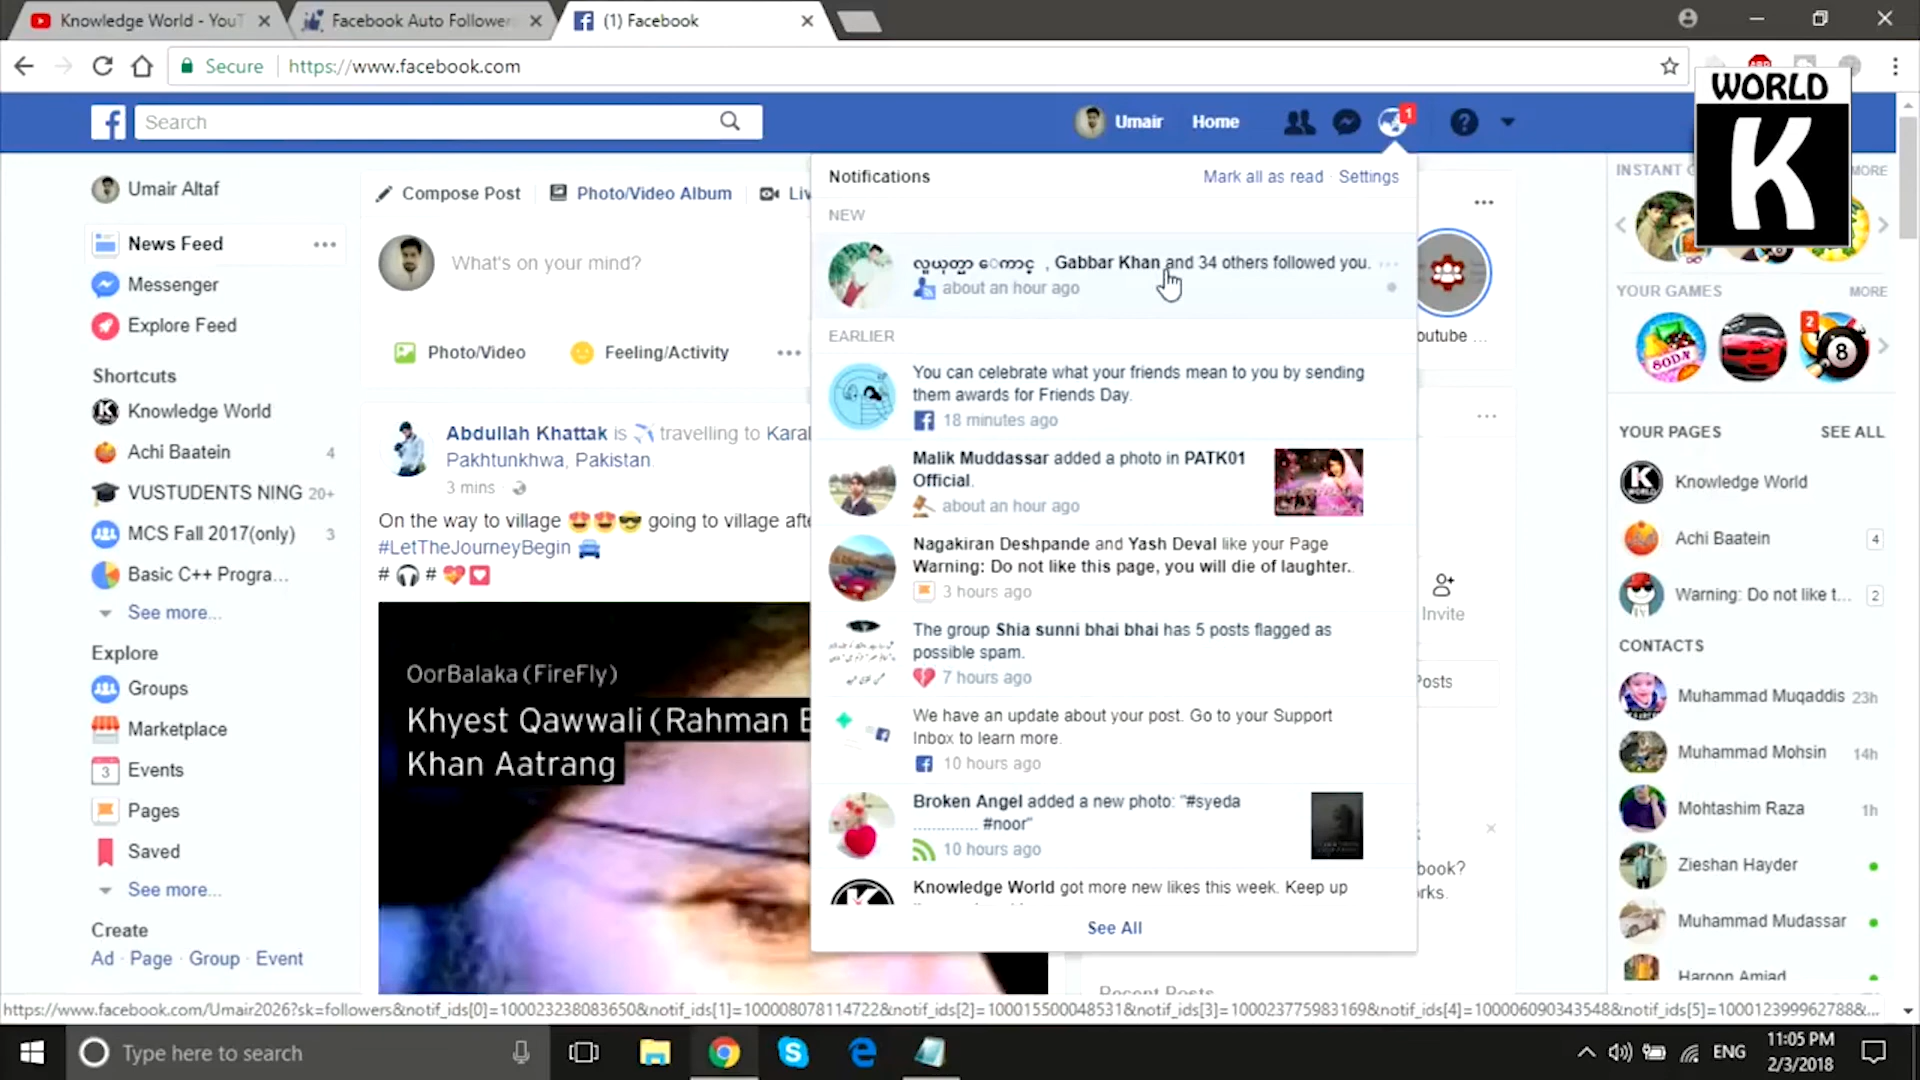 Knowledge World - YouT
Facebook Auto Follower
(1) Facebook
Secure
https://www.facebook.com
WORLD
K
Search
Umair
Home
1
Umair Altaf
News Feed
Messenger
Explore Feed
Shortcuts
Knowledge World
Achi Baatein 4
VUSTUDENTS NING 20+
MCS Fall 2017(only) 3
Basic C++ Progra...
See more...
Explore
Groups
Marketplace
Events
Pages
Saved
See more...
Create
Ad · Page · Group · Event
Compose Post
Photo/Video Album
What's on your mind?
Photo/Video
Feeling/Activity
Abdullah Khattak is travelling to
Pakhtunkhwa, Pakistan.
3 mins
On the way to village 😍😍😎 going to village
#LetTheJourneyBegin 🚘
# 🎧 # 💝💟
OorBalaka (FireFly)
Khyest Qawwali (Rahman
Khan Aatrang
Notifications
Mark all as read · Settings
NEW
Gabbar Khan and 34 others followed you.
about an hour ago
EARLIER
You can celebrate what your friends mean to you by sending
them awards for Friends Day.
18 minutes ago
Malik Muddassar added a photo in PATK01
Official.
about an hour ago
Nagakiran Deshpande and Yash Deval like your Page
Warning: Do not like this page, you will die of laughter..
3 hours ago
The group Shia sunni bhai bhai has 5 posts flagged as
possible spam.
7 hours ago
We have an update about your post. Go to your Support
Inbox to learn more.
10 hours ago
Broken Angel added a new photo: "#syeda
.............. #noor"
10 hours ago
Knowledge World got more new likes this week. Keep up
See All
outube ...
Invite
Posts
book?
rks.
MORE
YOUR GAMES
MORE
2
8
YOUR PAGES
SEE ALL
Knowledge World
Achi Baatein 4
Warning: Do not like t... 2
CONTACTS
Muhammad Muqaddis 23h
Muhammad Mohsin 14h
Mohtashim Raza 1h
Zieshan Hayder
Muhammad Mudassar
Haroon Amjad
Recent Posts
https://www.facebook.com/Umair2026?sk=followers&notif_ids[0]=100023238083650&notif_ids[1]=100008078114722&notif_ids[2]=100015500048531&notif_ids[3]=100023775983169&notif_ids[4]=100006090343548&notif_ids[5]=100012399962788&...
Type here to search
ENG
11:05 PM
2/3/2018